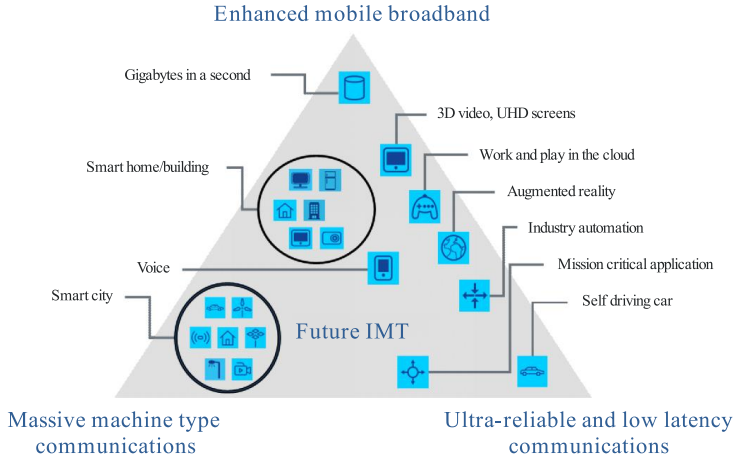 Enhanced mobile broadband
Gigabytes in a second
3D video, UHD screens
Smart home/building
Work and play in the cloud
Augmented reality
Industry automation
Voice
Mission critical application
Smart city
Self driving car
Future IMT
Massive machine type
communications
Ultra-reliable and low latency
communications